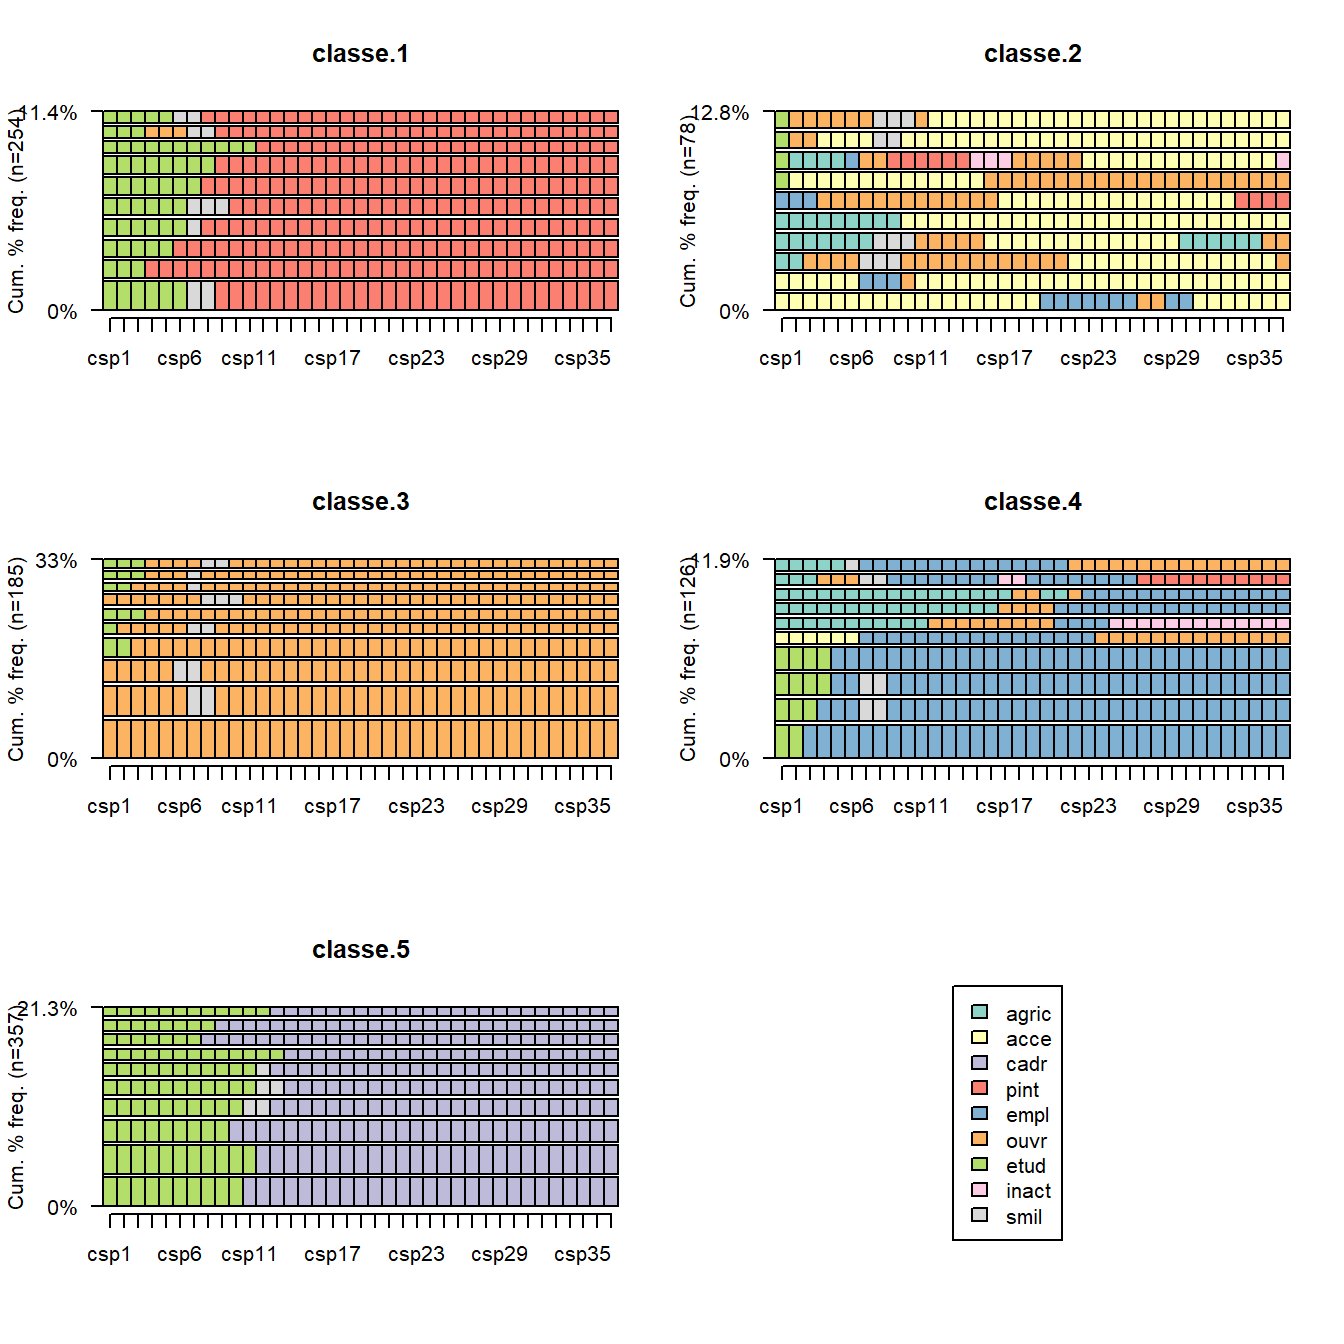 classe.1
Cum. % freq. (n=254)
11.4%
0%
csp1 csp6 csp11 csp17 csp23 csp29 csp35
classe.2
Cum. % freq. (n=78)
12.8%
0%
csp1 csp6 csp11 csp17 csp23 csp29 csp35
classe.3
Cum. % freq. (n=185)
33%
0%
csp1 csp6 csp11 csp17 csp23 csp29 csp35
classe.4
Cum. % freq. (n=126)
11.9%
0%
csp1 csp6 csp11 csp17 csp23 csp29 csp35
classe.5
Cum. % freq. (n=357)
21.3%
0%
csp1 csp6 csp11 csp17 csp23 csp29 csp35
agric
acce
cadr
pint
empl
ouvr
etud
inact
smil